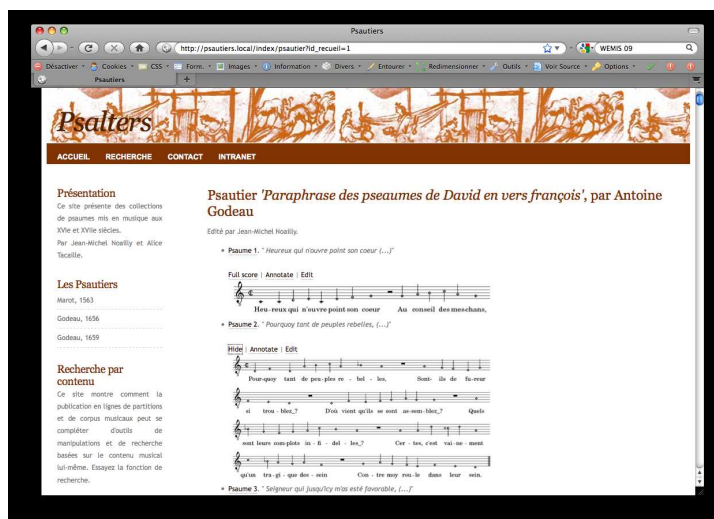 Psautiers
http://psautiers.local/index/psautier?id_recueil=1
WEMIS 09
Désactiver Cookies CSS Form. Images Information Divers Entourer Redimensionner Outils Voir Source Options
Psautiers
Psalters
ACCUEIL RECHERCHE CONTACT INTRANET
Présentation
Ce site présente des collections
de psaumes mis en musique aux
XVIe et XVIIe siècles.
Par Jean-Michel Noailly et Alice
Tacaille.
Les Psautiers
Marot, 1563
Godeau, 1656
Godeau, 1659
Recherche par
contenu
Ce site montre comment la
publication en lignes de partitions
et de corpus musicaux peut se
compléter d'outils de
manipulations et de recherche
basées sur le contenu musical
lui-même. Essayez la fonction de
recherche.
Psautier 'Paraphrase des pseaumes de David en vers françois', par Antoine
Godeau
Edité par Jean-Michel Noailly.
Psaume 1. " Heureux qui n'ouvre point son coeur (...)"
Full score | Annotate | Edit
Heu-reux qui n'ouvre point son coeur Au conseil des mes-chans,
Psaume 2. " Pourquoy tant de peuples rebelles, (...)"
Hide | Annotate | Edit
Pour-quoy tant de peu-ples re - bel - les, Sont- ils de fu-reur
si trou - blez_? D'où vient qu'ils se sont as-sem-blez_? Quels
sont leurs com-plots in - fi - del - les_? Cer - tes, c'est vai-ne - ment
qu'un tra-gi - que des - sein Con - tre moy rou-le dans leur sein.
Psaume 3. " Seigneur qui jusqu'icy m'as esté favorable, (...)"